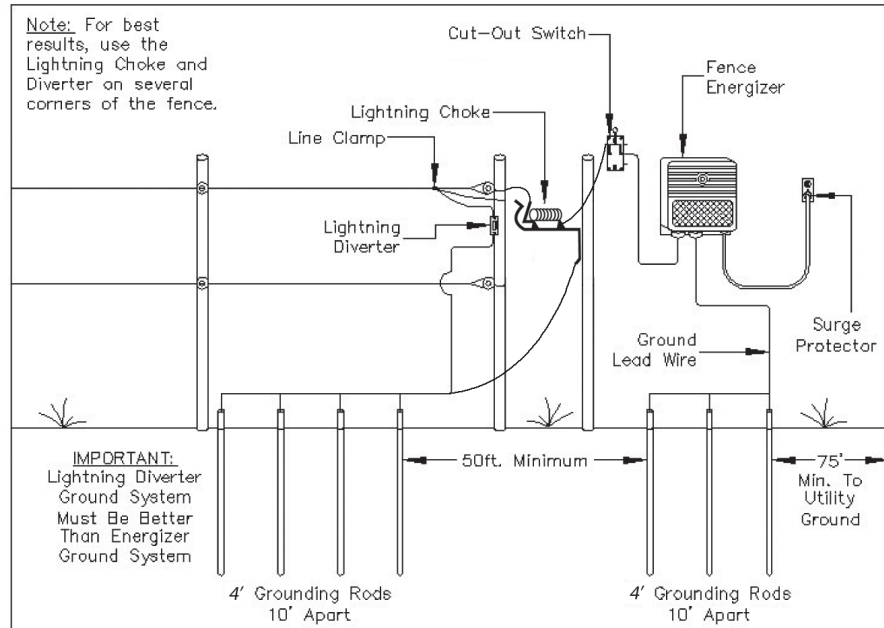 Note: For best
results, use the
Lightning Choke and
Diverter on several
corners of the fence.
Cut-Out Switch
Fence
Energizer
Lightning Choke
Line Clamp
Lightning
Diverter
Surge
Protector
Ground
Lead Wire
IMPORTANT:
Lightning Diverter
Ground System
Must Be Better
Than Energizer
Ground System
50ft. Minimum
75'
Min. To
Utility
Ground
4' Grounding Rods
10' Apart
4' Grounding Rods
10' Apart